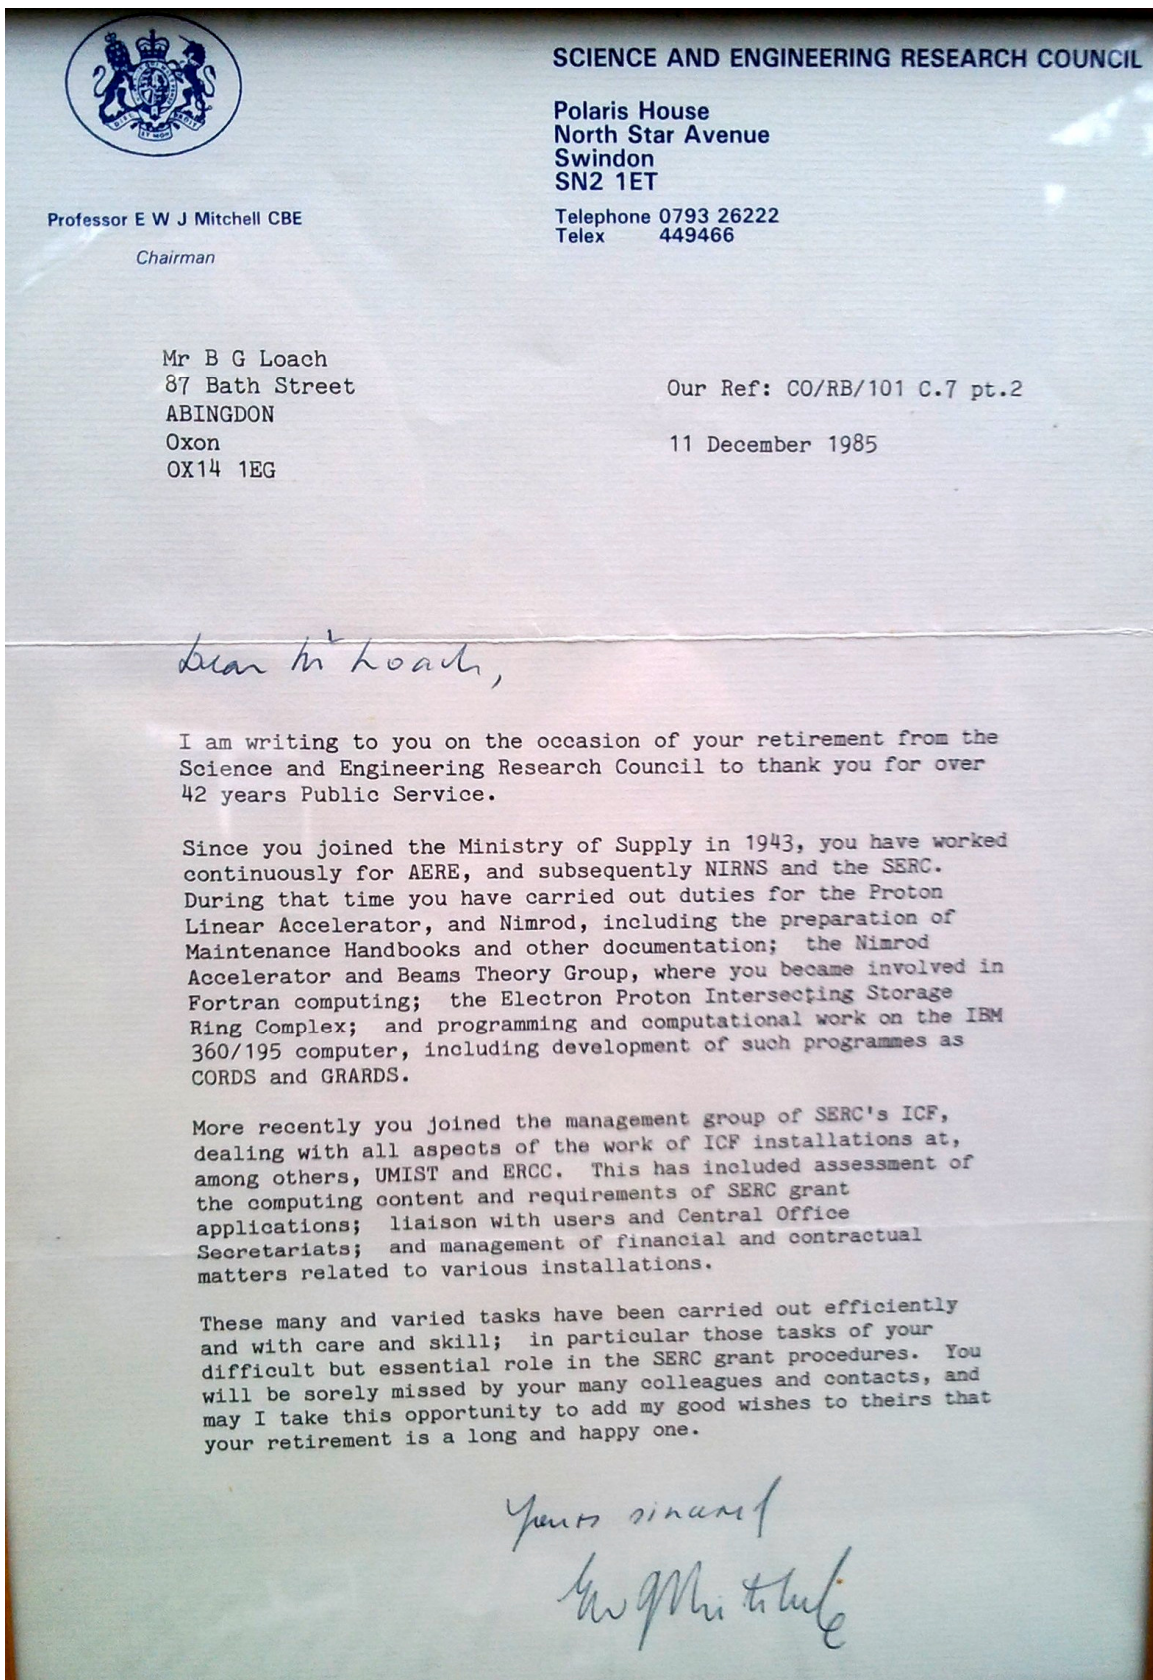 SCIENCE AND ENGINEERING RESEARCH COUNCIL
Polaris House
North Star Avenue
Swindon
SN2 1ET
Telephone 0793 26222
Telex 449466
DIEU ET MON DROIT
Professor E W J Mitchell CBE
Chairman
Mr B G Loach
87 Bath Street
ABINGDON
Oxon
OX14 1EG
Our Ref: CO/RB/101 C.7 pt.2
11 December 1985
Dear Mr Loach,
I am writing to you on the occasion of your retirement from the
Science and Engineering Research Council to thank you for over
42 years Public Service.
Since you joined the Ministry of Supply in 1943, you have worked
continuously for AERE, and subsequently NIRNS and the SERC.
During that time you have carried out duties for the Proton
Linear Accelerator, and Nimrod, including the preparation of
Maintenance Handbooks and other documentation; the Nimrod
Accelerator and Beams Theory Group, where you became involved in
Fortran computing; the Electron Proton Intersecting Storage
Ring Complex; and programming and computational work on the IBM
360/195 computer, including development of such programmes as
CORDS and GRARDS.
More recently you joined the management group of SERC's ICF,
dealing with all aspects of the work of ICF installations at,
among others, UMIST and ERCC. This has included assessment of
the computing content and requirements of SERC grant
applications; liaison with users and Central Office
Secretariats; and management of financial and contractual
matters related to various installations.
These many and varied tasks have been carried out efficiently
and with care and skill; in particular those tasks of your
difficult but essential role in the SERC grant procedures. You
will be sorely missed by your many colleagues and contacts, and
may I take this opportunity to add my good wishes to theirs that
your retirement is a long and happy one.
Yours sincerely
EWJ Mitchell